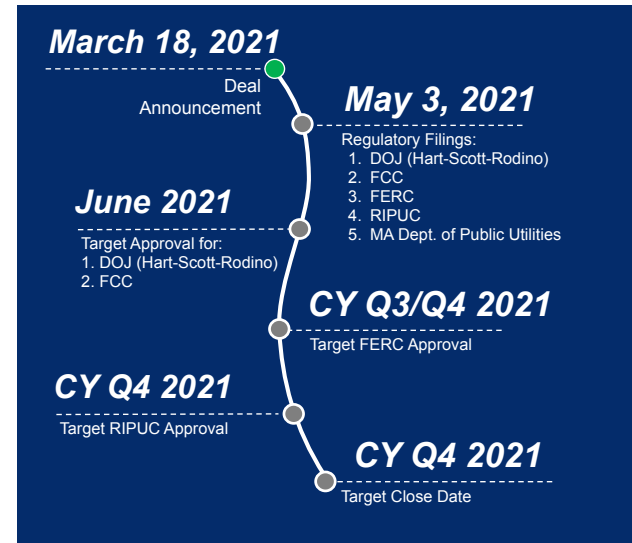 March 18, 2021
Deal
Announcement
May 3, 2021
Regulatory Filings:
1. DOJ (Hart-Scott-Rodino)
2. FCC
3. FERC
4. RIPUC
5. MA Dept. of Public Utilities
June 2021
Target Approval for:
1. DOJ (Hart-Scott-Rodino)
2. FCC
CY Q3/Q4 2021
Target FERC Approval
CY Q4 2021
Target RIPUC Approval
CY Q4 2021
Target Close Date